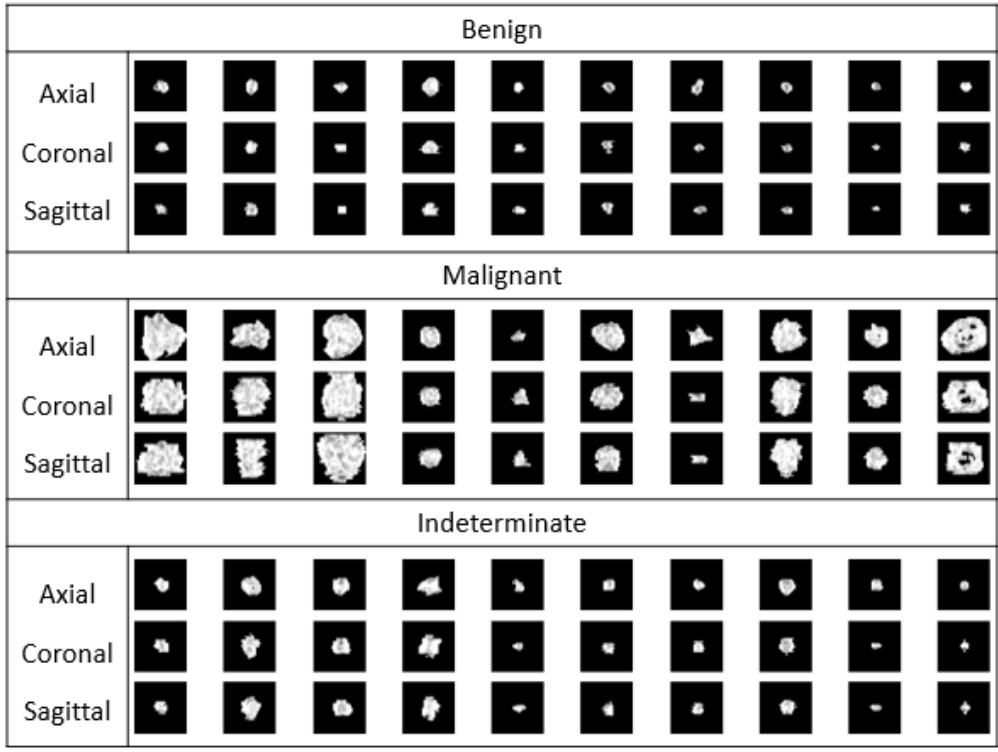 Benign
Axial
Coronal
Sagittal
Malignant
Axial
Coronal
Sagittal
Indeterminate
Axial
Coronal
Sagittal